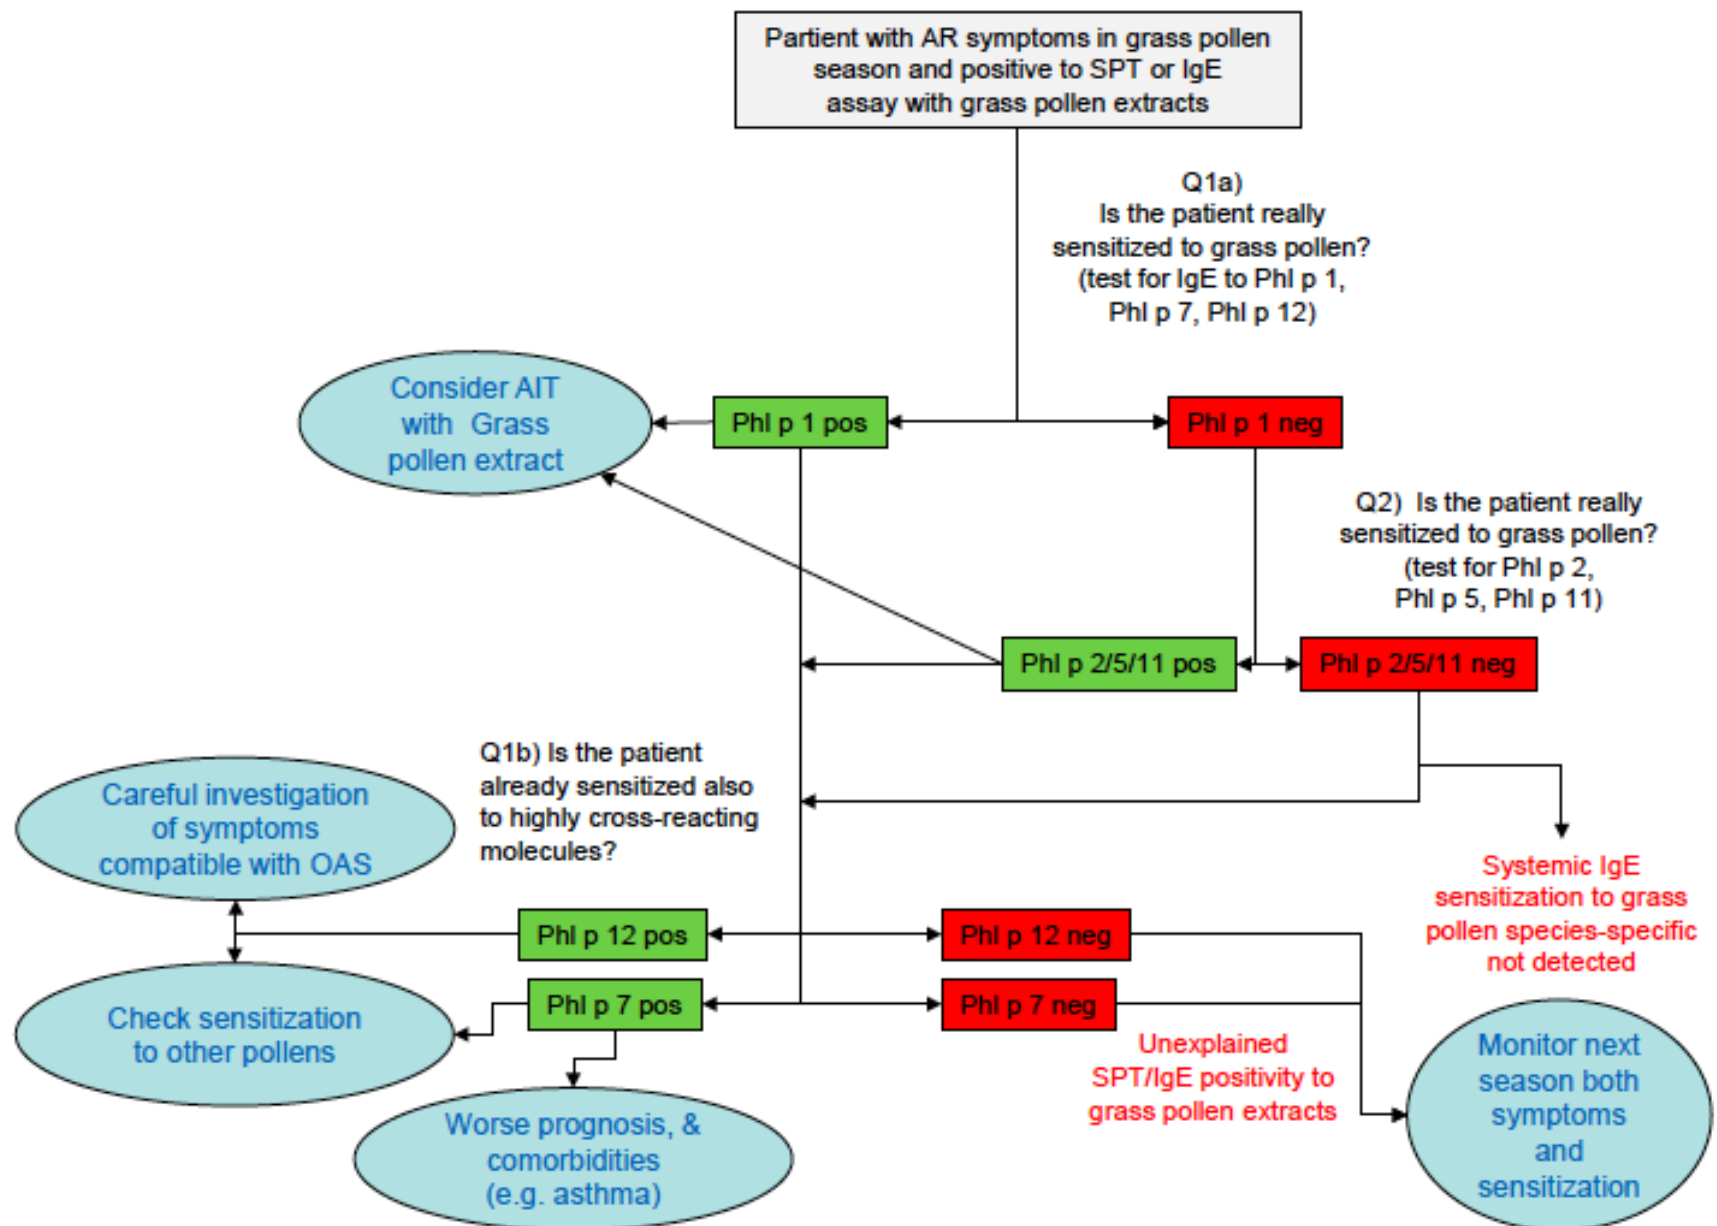 Partient with AR symptoms in grass pollen
season and positive to SPT or IgE
assay with grass pollen extracts
Q1a)
Is the patient really
sensitized to grass pollen?
(test for IgE to Phl p 1,
Phl p 7, Phl p 12)
Consider AIT
with Grass
pollen extract
Phl p 1 pos
Phl p 1 neg
Q2) Is the patient really
sensitized to grass pollen?
(test for Phl p 2,
Phl p 5, Phl p 11)
Phl p 2/5/11 pos
Phl p 2/5/11 neg
Q1b) Is the patient
already sensitized also
to highly cross-reacting
molecules?
Careful investigation
of symptoms
compatible with OAS
Systemic IgE
sensitization to grass
pollen species-specific
not detected
Phl p 12 pos
Phl p 12 neg
Phl p 7 pos
Phl p 7 neg
Check sensitization
to other pollens
Unexplained
SPT/IgE positivity to
grass pollen extracts
Monitor next
season both
symptoms
and
sensitization
Worse prognosis, &
comorbidities
(e.g. asthma)